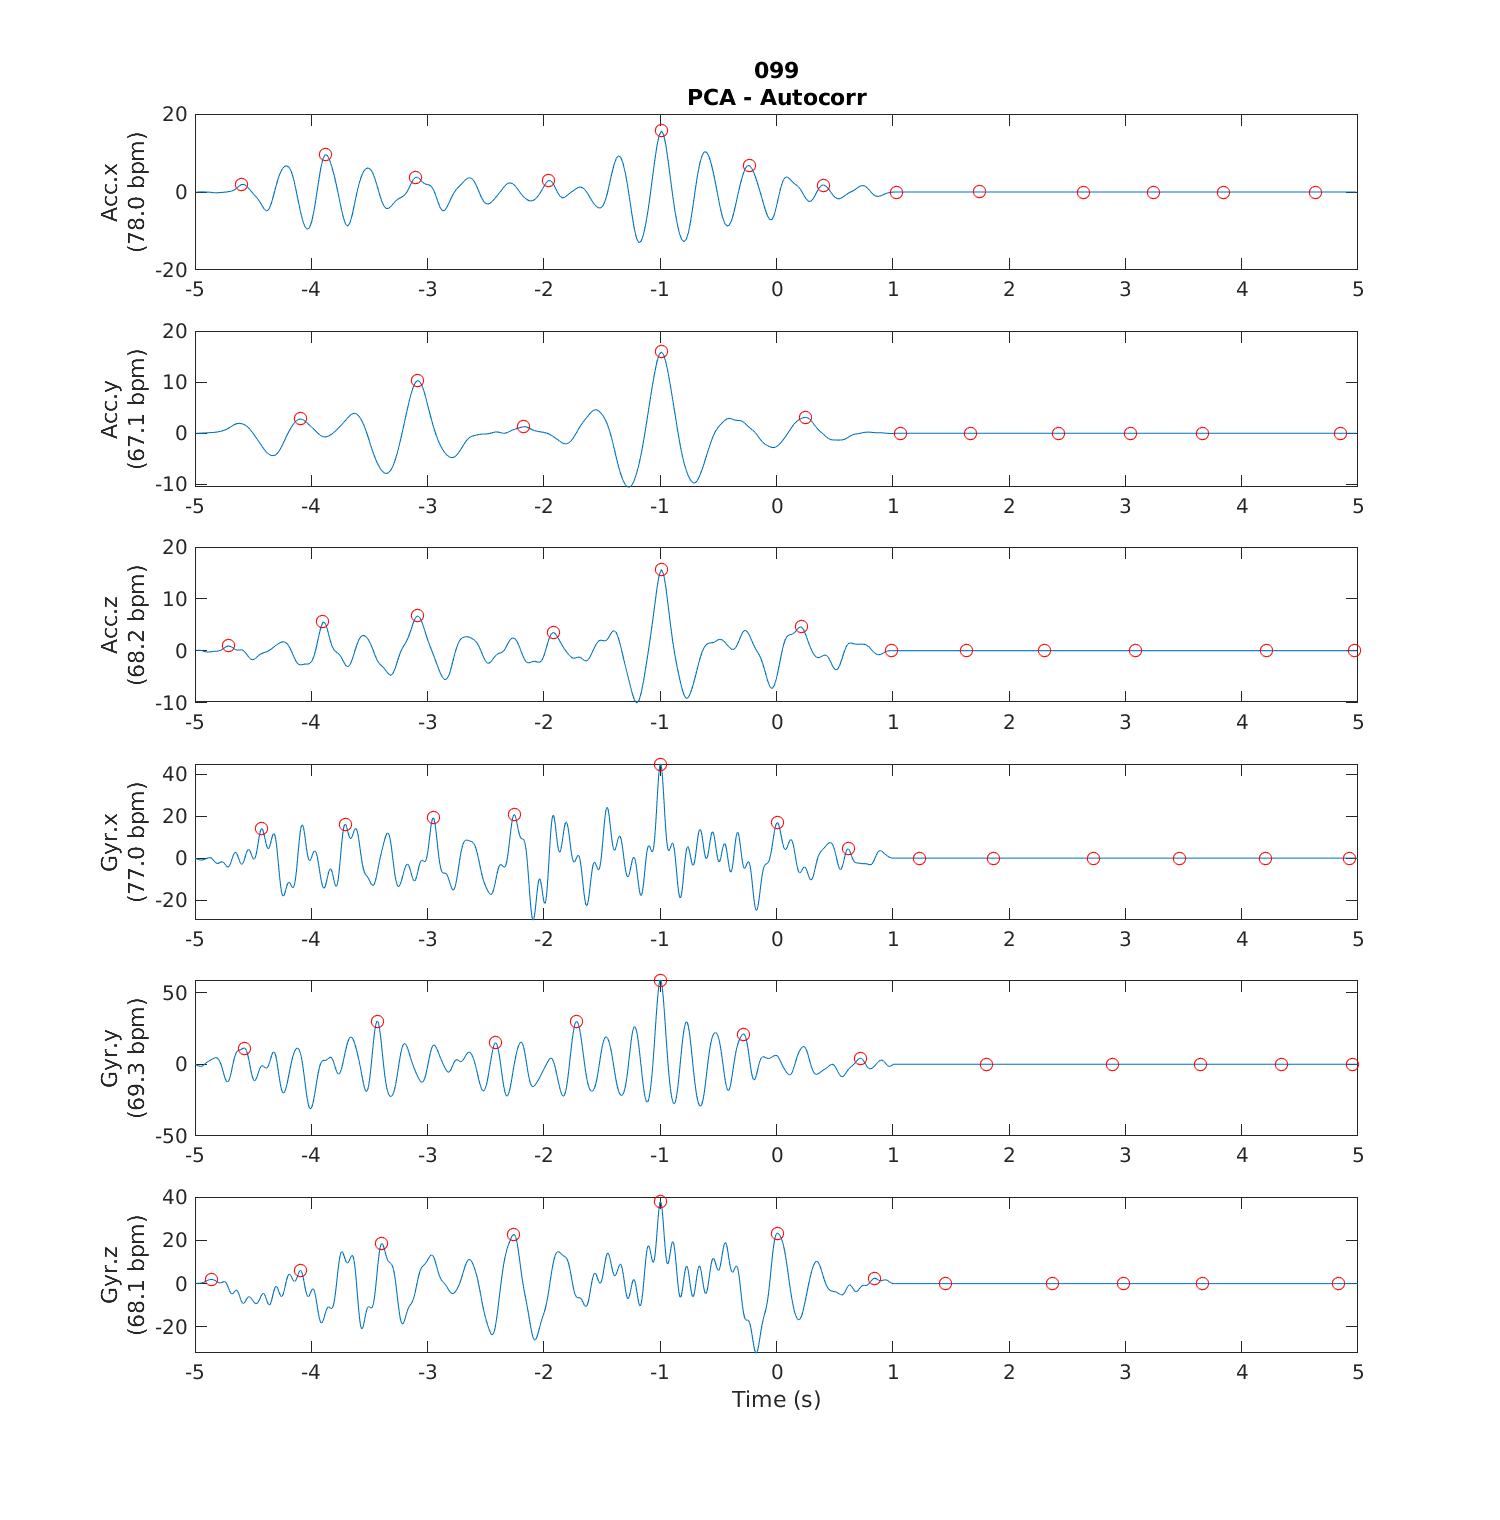 099
PCA - Autocorr
Acc.x
(78.0 bpm)
20
0
-20
-5 -4 -3 -2 -1 0 1 2 3 4 5
Acc.y
(67.1 bpm)
20
10
0
-10
-5 -4 -3 -2 -1 0 1 2 3 4 5
Acc.z
(68.2 bpm)
20
10
0
-10
-5 -4 -3 -2 -1 0 1 2 3 4 5
Gyr.x
(77.0 bpm)
40
20
0
-20
-5 -4 -3 -2 -1 0 1 2 3 4 5
Gyr.y
(69.3 bpm)
50
0
-50
-5 -4 -3 -2 -1 0 1 2 3 4 5
Gyr.z
(68.1 bpm)
40
20
0
-20
-5 -4 -3 -2 -1 0 1 2 3 4 5
Time (s)